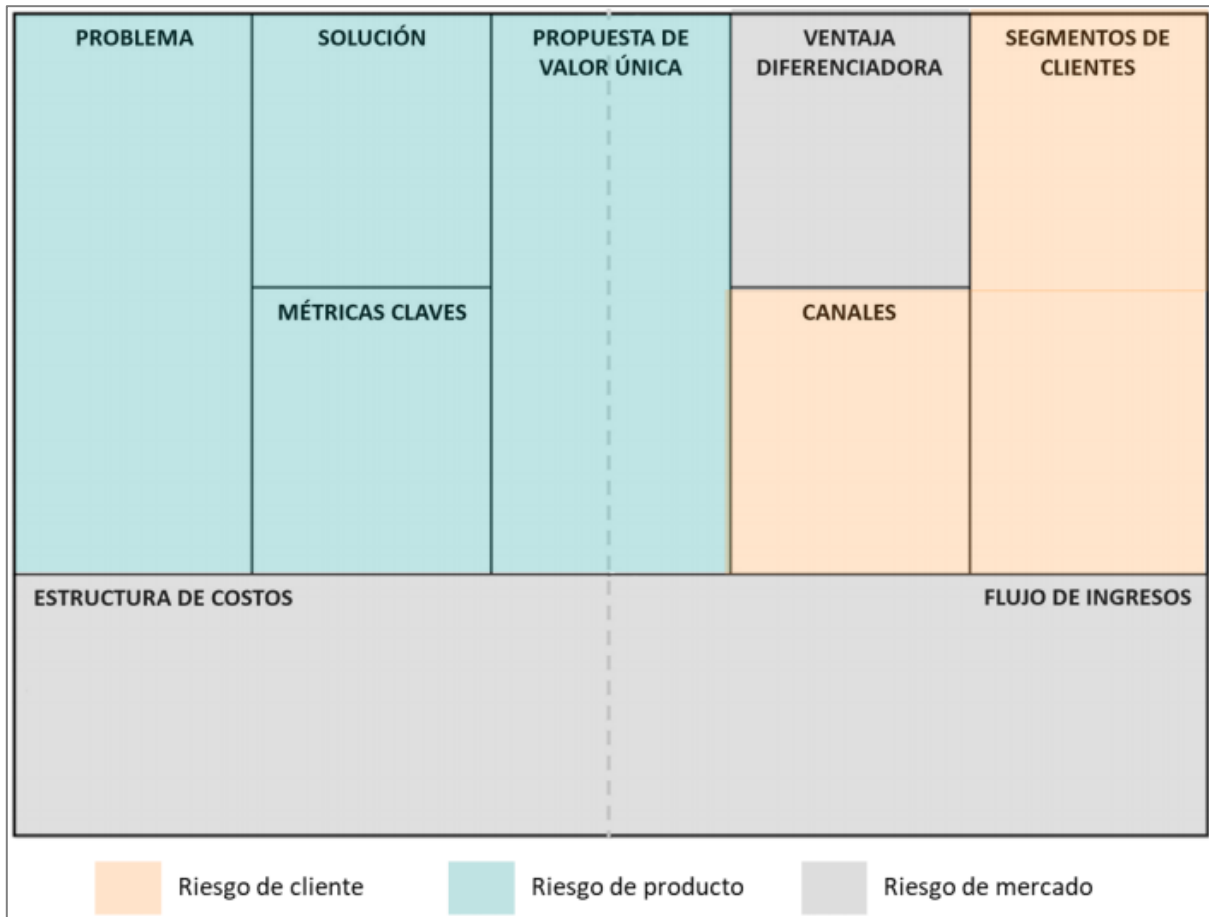 PROBLEMA
SOLUCIÓN
PROPUESTA DE
VALOR ÚNICA
VENTAJA
DIFERENCIADORA
SEGMENTOS DE
CLIENTES
MÉTRICAS CLAVES
CANALES
ESTRUCTURA DE COSTOS
FLUJO DE INGRESOS
Riesgo de cliente
Riesgo de producto
Riesgo de mercado